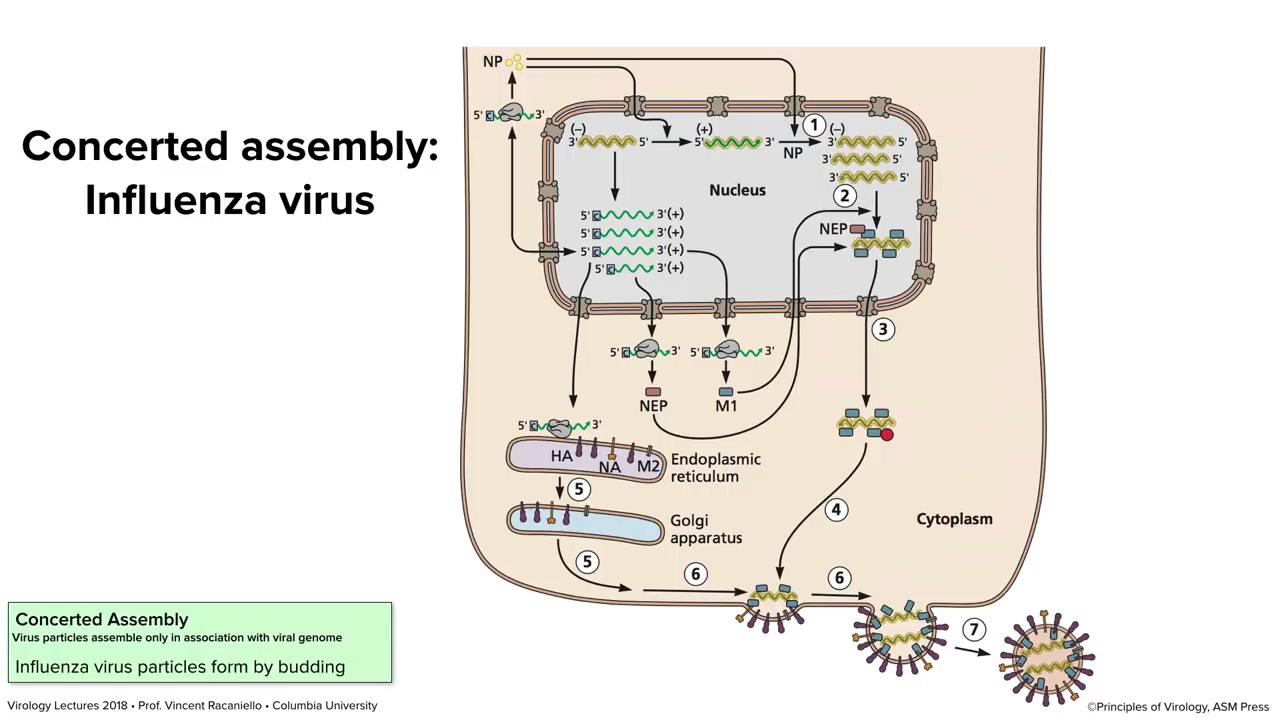 Concerted assembly:
Influenza virus
NP
5' c 3'
(–)
3' 5'
(+)
5' 3'
1
NP
(–)
3' 5'
3' 5'
3' 5'
Nucleus
2
NEP
5' c 3'(+)
5' c 3'(+)
5' c 3'(+)
5' c 3'(+)
3
5' c 3'
5' c 3'
NEP
M1
5' c 3'
HA
NA
M2
Endoplasmic
reticulum
5
Golgi
apparatus
4
Cytoplasm
5
6
6
7
Concerted Assembly
Virus particles assemble only in association with viral genome
Influenza virus particles form by budding
Virology Lectures 2018 • Prof. Vincent Racaniello • Columbia University
©Principles of Virology, ASM Press